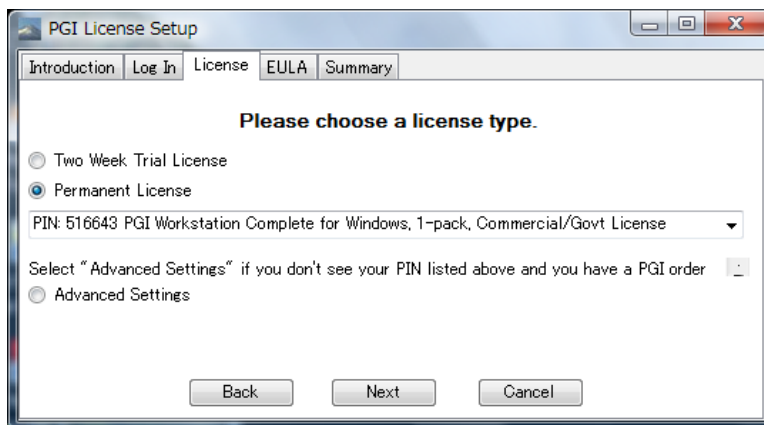 PGI License Setup
Introduction Log In License EULA Summary
Please choose a license type.
Two Week Trial License
Permanent License
PIN: 516643 PGI Workstation Complete for Windows, 1-pack, Commercial/Govt License
Select "Advanced Settings" if you don't see your PIN listed above and you have a PGI order
Advanced Settings
Back Next Cancel